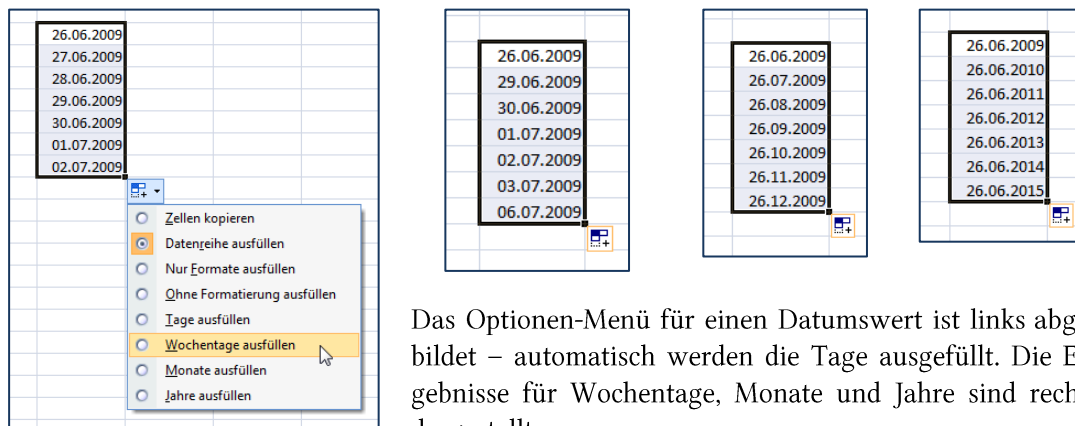 26.06.2009
27.06.2009
28.06.2009
29.06.2009
30.06.2009
01.07.2009
02.07.2009
Zellen kopieren
Datenreihe ausfüllen
Nur Formate ausfüllen
Ohne Formatierung ausfüllen
Tage ausfüllen
Wochentage ausfüllen
Monate ausfüllen
Jahre ausfüllen
26.06.2009
29.06.2009
30.06.2009
01.07.2009
02.07.2009
03.07.2009
06.07.2009
26.06.2009
26.07.2009
26.08.2009
26.09.2009
26.10.2009
26.11.2009
26.12.2009
26.06.2009
26.06.2010
26.06.2011
26.06.2012
26.06.2013
26.06.2014
26.06.2015
Das Optionen-Menü für einen Datumswert ist links abg
bildet – automatisch werden die Tage ausgefüllt. Die E
gebnisse für Wochentage, Monate und Jahre sind rech